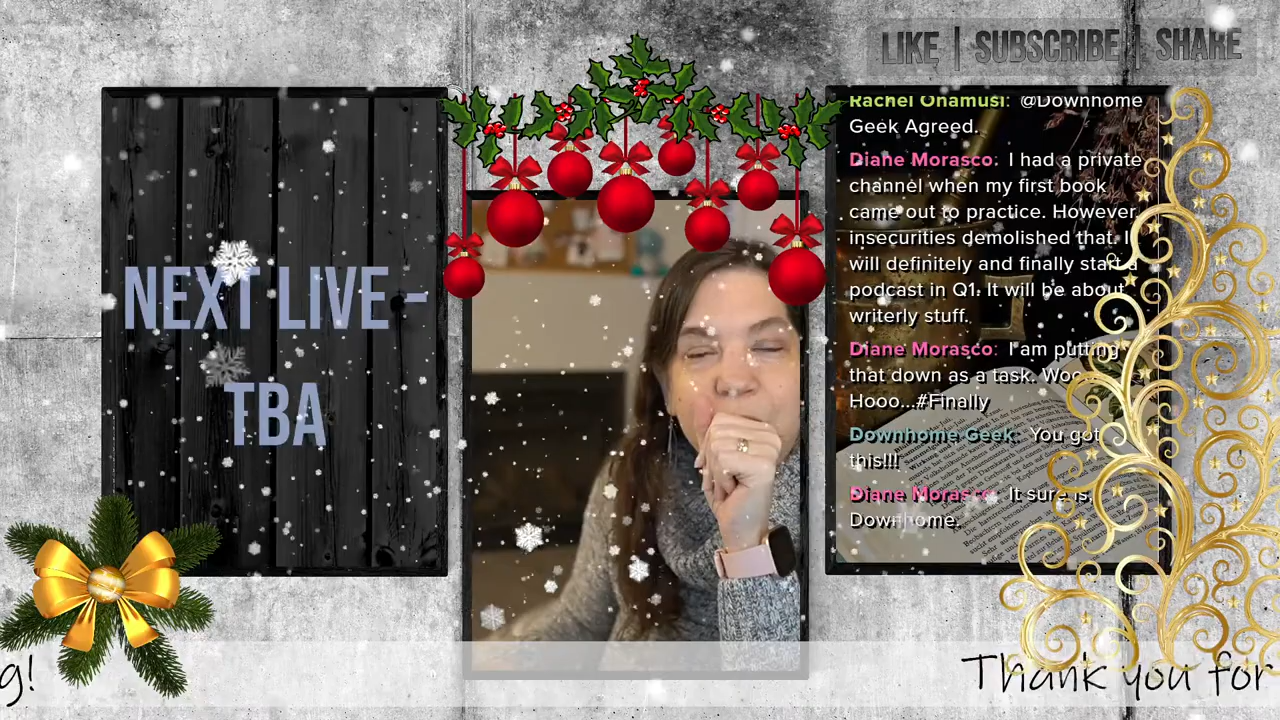 LIKE | SUBSCRIBE | SHARE
NEXT LIVE -
TBA
Rachel Onamusi: @Downhome
Geek Agreed.
Diane Morasco: I had a private
channel when my first book
came out to practice. However,
insecurities demolished that. I
will definitely and finally start a
podcast in Q1. It will be about
writerly stuff.
Diane Morasco: I am putting
that down as a task. Woo
Hooo...#Finally
Downhome Geek: You got
this!!!
Diane Morasco: It sure is,
Downhome.
g!
Thank you for